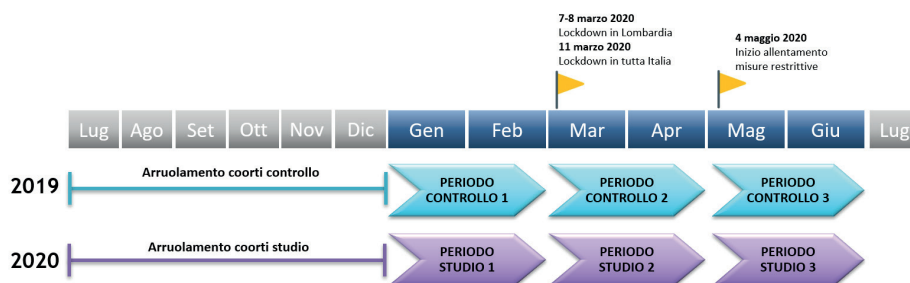 7-8 marzo 2020
Lockdown in Lombardia
11 marzo 2020
Lockdown in tutta Italia
4 maggio 2020
Inizio allentamento
misure restrittive
Lug Ago Set Ott Nov Dic Gen Feb Mar Apr Mag Giu Lug
2019
Arruolamento coorti controllo
PERIODO
CONTROLLO 1
PERIODO
CONTROLLO 2
PERIODO
CONTROLLO 3
2020
Arruolamento coorti studio
PERIODO
STUDIO 1
PERIODO
STUDIO 2
PERIODO
STUDIO 3